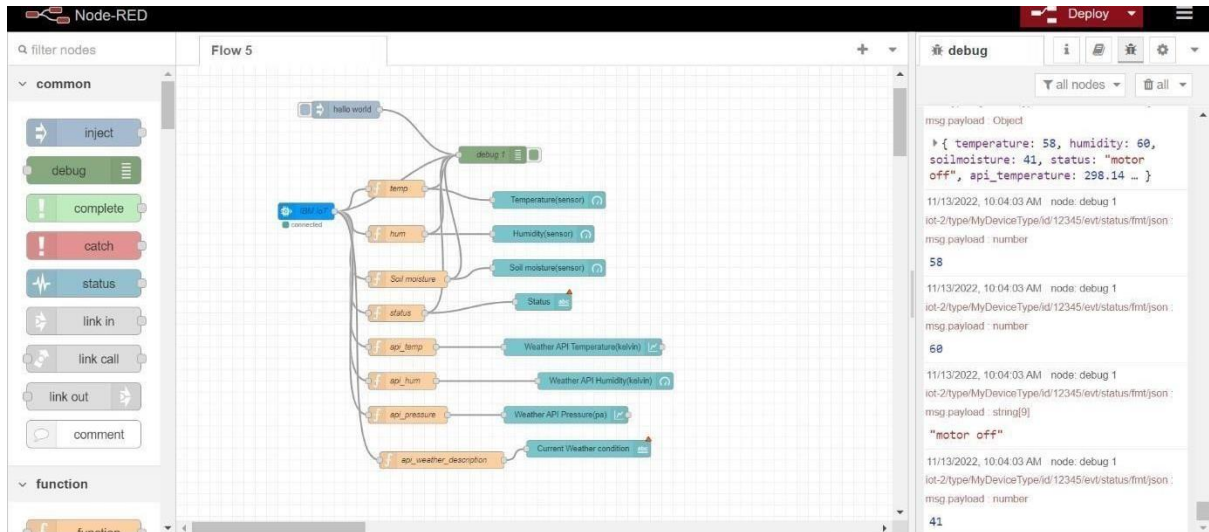 Node-RED
Deploy
filter nodes
common
inject
debug
complete
catch
status
link in
link call
link out
comment
function
function
Flow 5
hello world
debug 1
IBM IoT
connected
temp
Temperature(sensor)
hum
Humidity(sensor)
Soil moisture
Soil moisture(sensor)
status
Status
abc
api_temp
Weather API Temperature(kelvin)
api_hum
Weather API Humidity(kelvin)
api_pressure
Weather API Pressure(pa)
api_weather_description
Current Weather condition
abc
debug
i
all nodes
all
msg.payload : Object
{ temperature: 58, humidity: 60,
soilmoisture: 41, status: "motor
off", api_temperature: 298.14 … }
11/13/2022, 10:04:03 AM node: debug 1
iot-2/type/MyDeviceType/id/12345/evt/status/fmt/json :
msg.payload : number
58
11/13/2022, 10:04:03 AM node: debug 1
iot-2/type/MyDeviceType/id/12345/evt/status/fmt/json :
msg.payload : number
60
11/13/2022, 10:04:03 AM node: debug 1
iot-2/type/MyDeviceType/id/12345/evt/status/fmt/json :
msg.payload : string[9]
"motor off"
11/13/2022, 10:04:03 AM node: debug 1
iot-2/type/MyDeviceType/id/12345/evt/status/fmt/json :
msg.payload : number
41